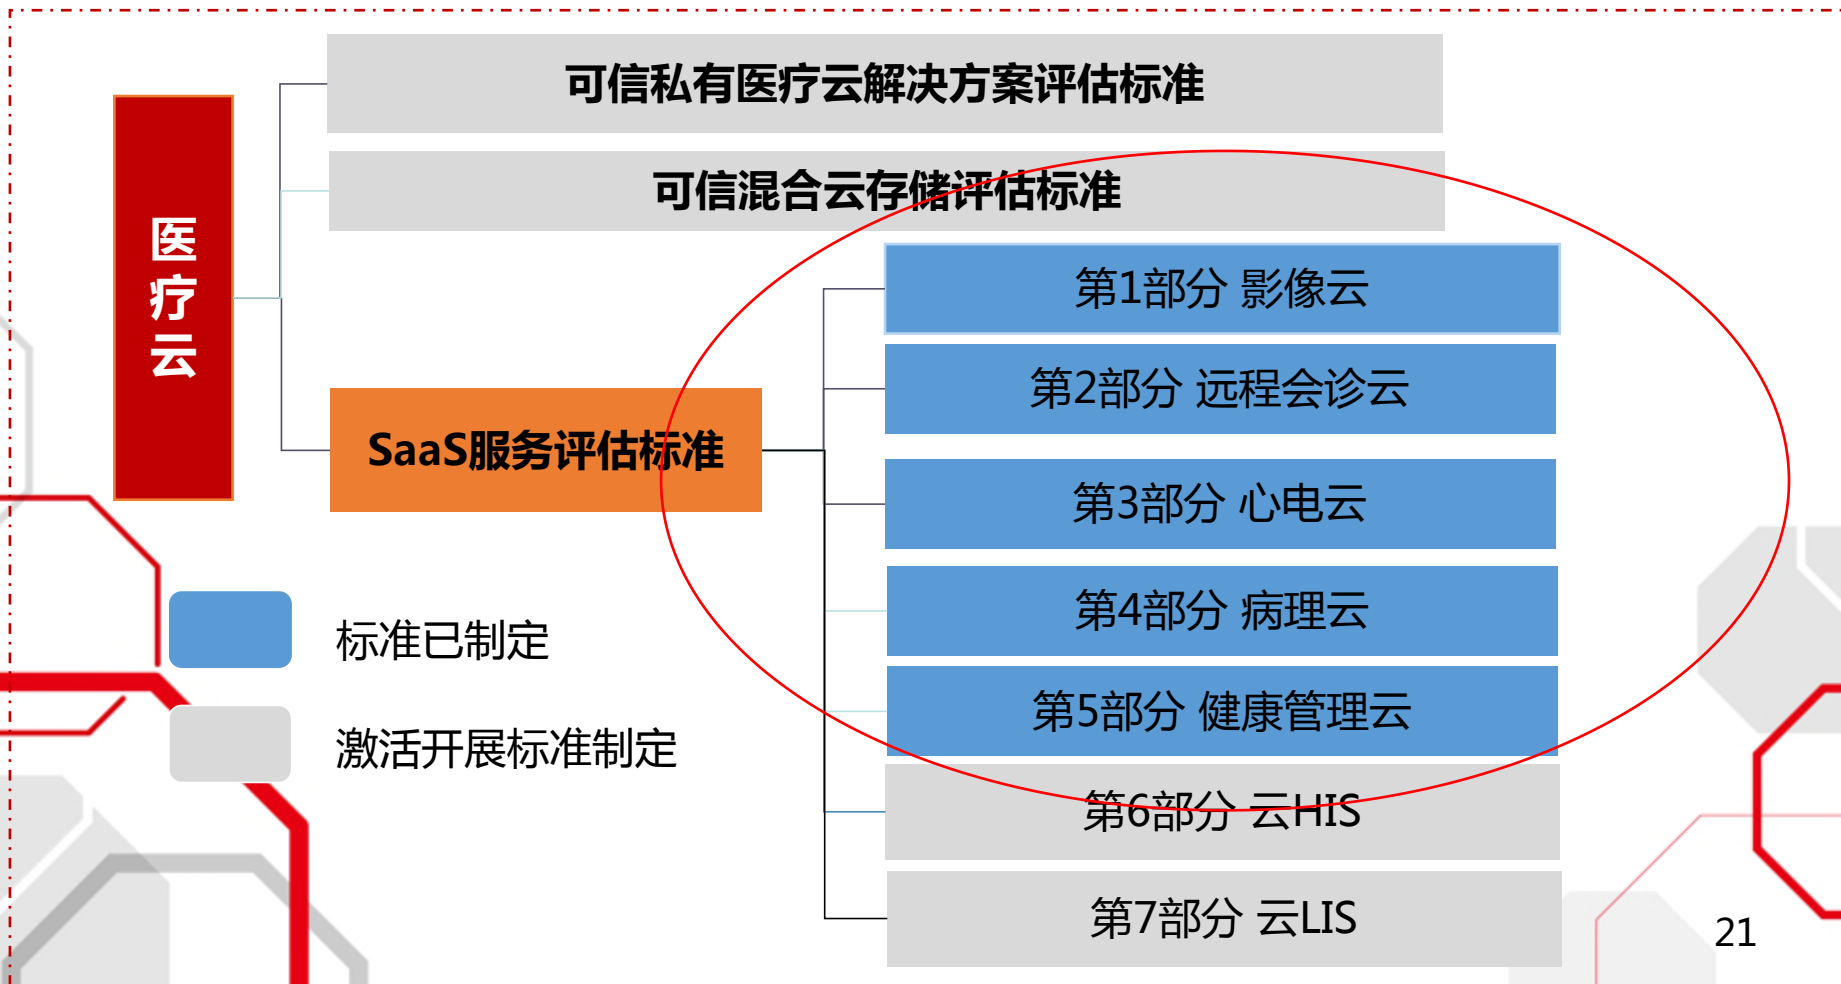 可信私有医疗云解决方案评估标准
可信混合云存储评估标准
医
疗
云
第1部分 影像云
第2部分 远程会诊云
SaaS服务评估标准
第3部分 心电云
第4部分 病理云
标准已制定
第5部分 健康管理云
激活开展标准制定
第6部分 云HIS
第7部分 云LIS
21